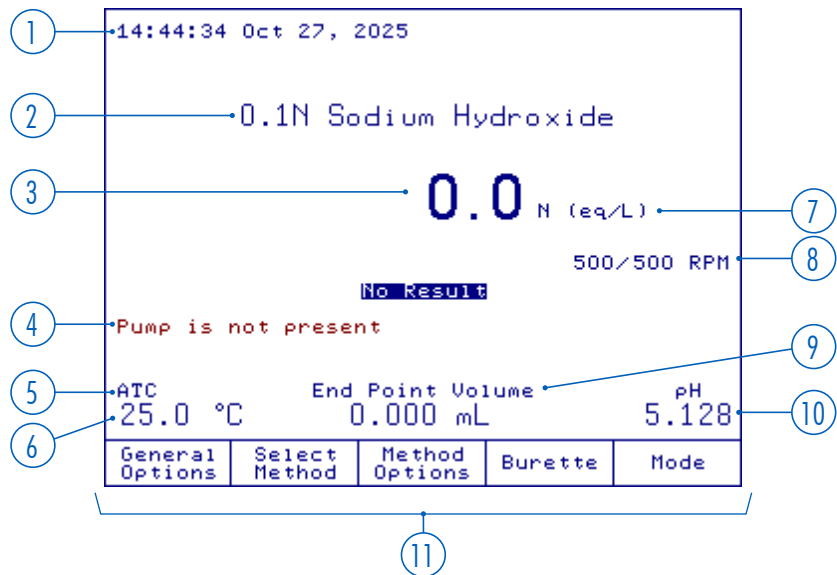 1
14:44:34 Oct 27, 2025
2
0.1N Sodium Hydroxide
3
0.0 N (eq/L)
7
500/500 RPM
8
No Result
4
Pump is not present
9
5
ATC End Point Volume pH
25.0 °C 0.000 mL 5.128
10
6
General Options
Select Method
Method Options
Burette
Mode
11